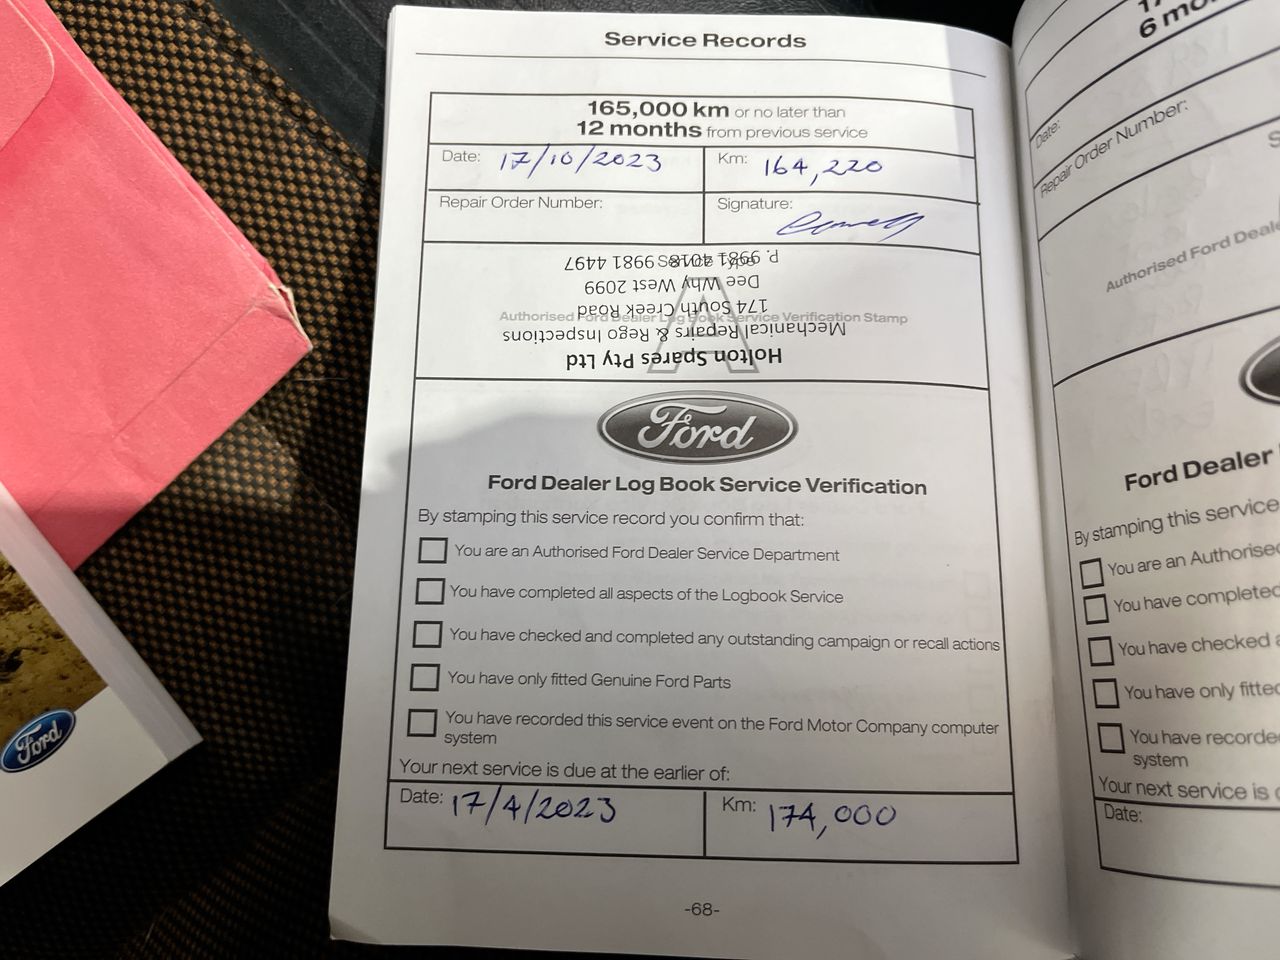 Service Records
165,000 km or no later than
12 months from previous service
Date: 17/10/2023
Km: 164,220
Repair Order Number:
Signature:
Authorised Ford Dealer Log Book Service Verification Stamp
Holton Spares Pty Ltd
Mechanical Repairs & Rego Inspections
174 South Creek Road
Dee Why West 2099
P. 9981 4018 9981 4497
Ford
Ford Dealer Log Book Service Verification
By stamping this service record you confirm that:
You are an Authorised Ford Dealer Service Department
You have completed all aspects of the Logbook Service
You have checked and completed any outstanding campaign or recall actions
You have only fitted Genuine Ford Parts
You have recorded this service event on the Ford Motor Company computer
system
Your next service is due at the earlier of:
Date: 17/4/2023
Km: 174,000
-68-
Ford
6 mo
Date:
Repair Order Number:
Authorised Ford Deale
Ford Dealer
By stamping this service
You are an Authorise
You have completed
You have checked a
You have only fitte
You have recorde
system
Your next service is
Date: